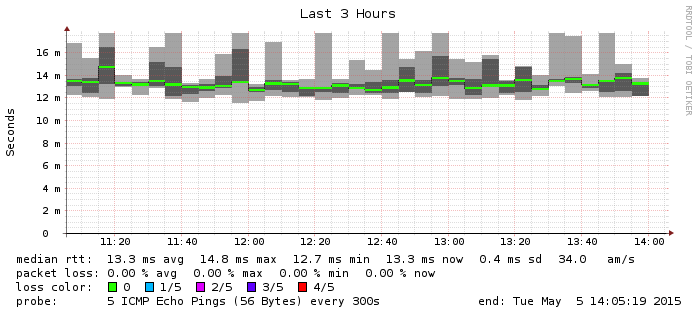 Last 3 Hours
RRDTOOL / TOBI OETIKER
Seconds
16 m
14 m
12 m
10 m
8 m
6 m
4 m
2 m
0
11:20 11:40 12:00 12:20 12:40 13:00 13:20 13:40 14:00
median rtt: 13.3 ms avg 14.8 ms max 12.7 ms min 13.3 ms now 0.4 ms sd 34.0 am/s
packet loss: 0.00 % avg 0.00 % max 0.00 % min 0.00 % now
loss color: 0 1/5 2/5 3/5 4/5
probe: 5 ICMP Echo Pings (56 Bytes) every 300s end: Tue May 5 14:05:19 2015